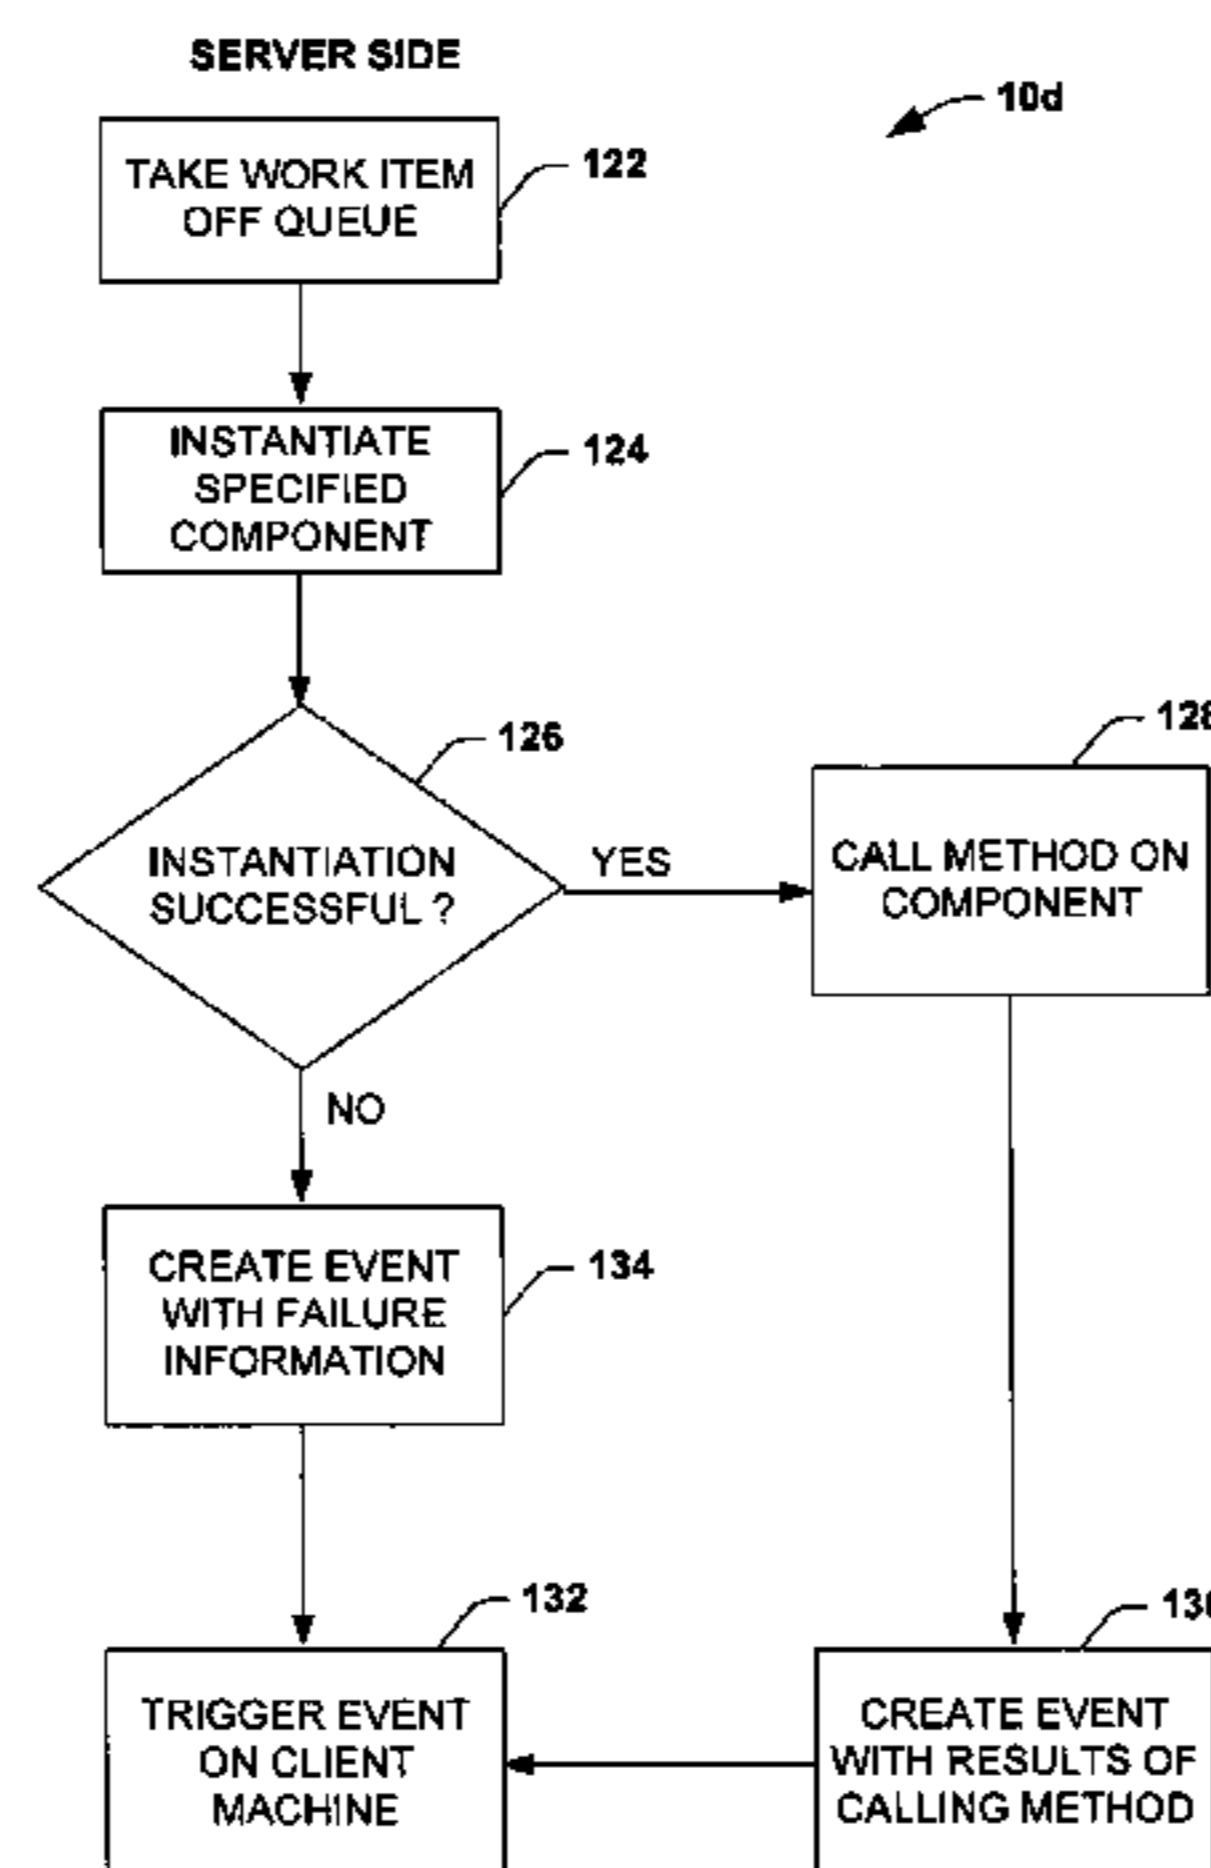 SERVER SIDE
10d
TAKE WORK ITEM
OFF QUEUE
122
INSTANTIATE
SPECIFIED
COMPONENT
124
126
INSTANTIATION
SUCCESSFUL ?
YES
128
CALL METHOD ON
COMPONENT
NO
CREATE EVENT
WITH FAILURE
INFORMATION
134
132
TRIGGER EVENT
ON CLIENT
MACHINE
130
CREATE EVENT
WITH RESULTS OF
CALLING METHOD